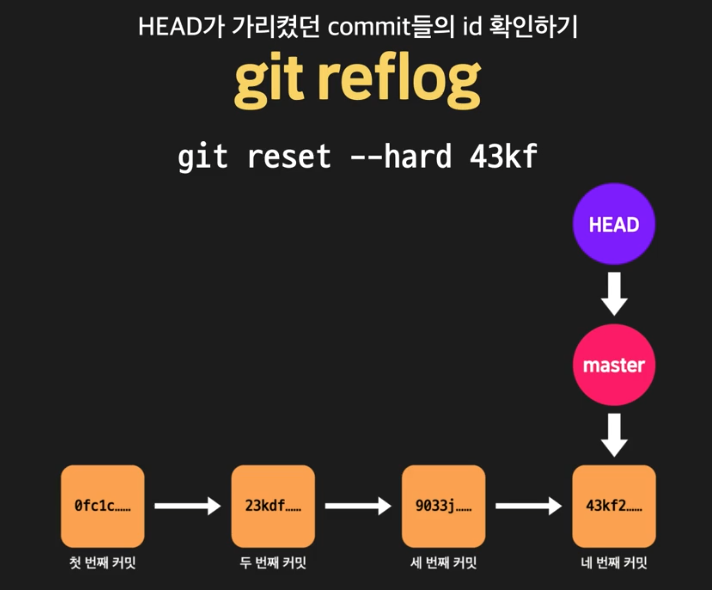 HEAD가 가리켰던 commit들의 id 확인하기
git reflog
git reset --hard 43kf
HEAD
master
0fc1c......
23kdf......
9033j......
43kf2......
첫 번째 커밋
두 번째 커밋
세 번째 커밋
네 번째 커밋